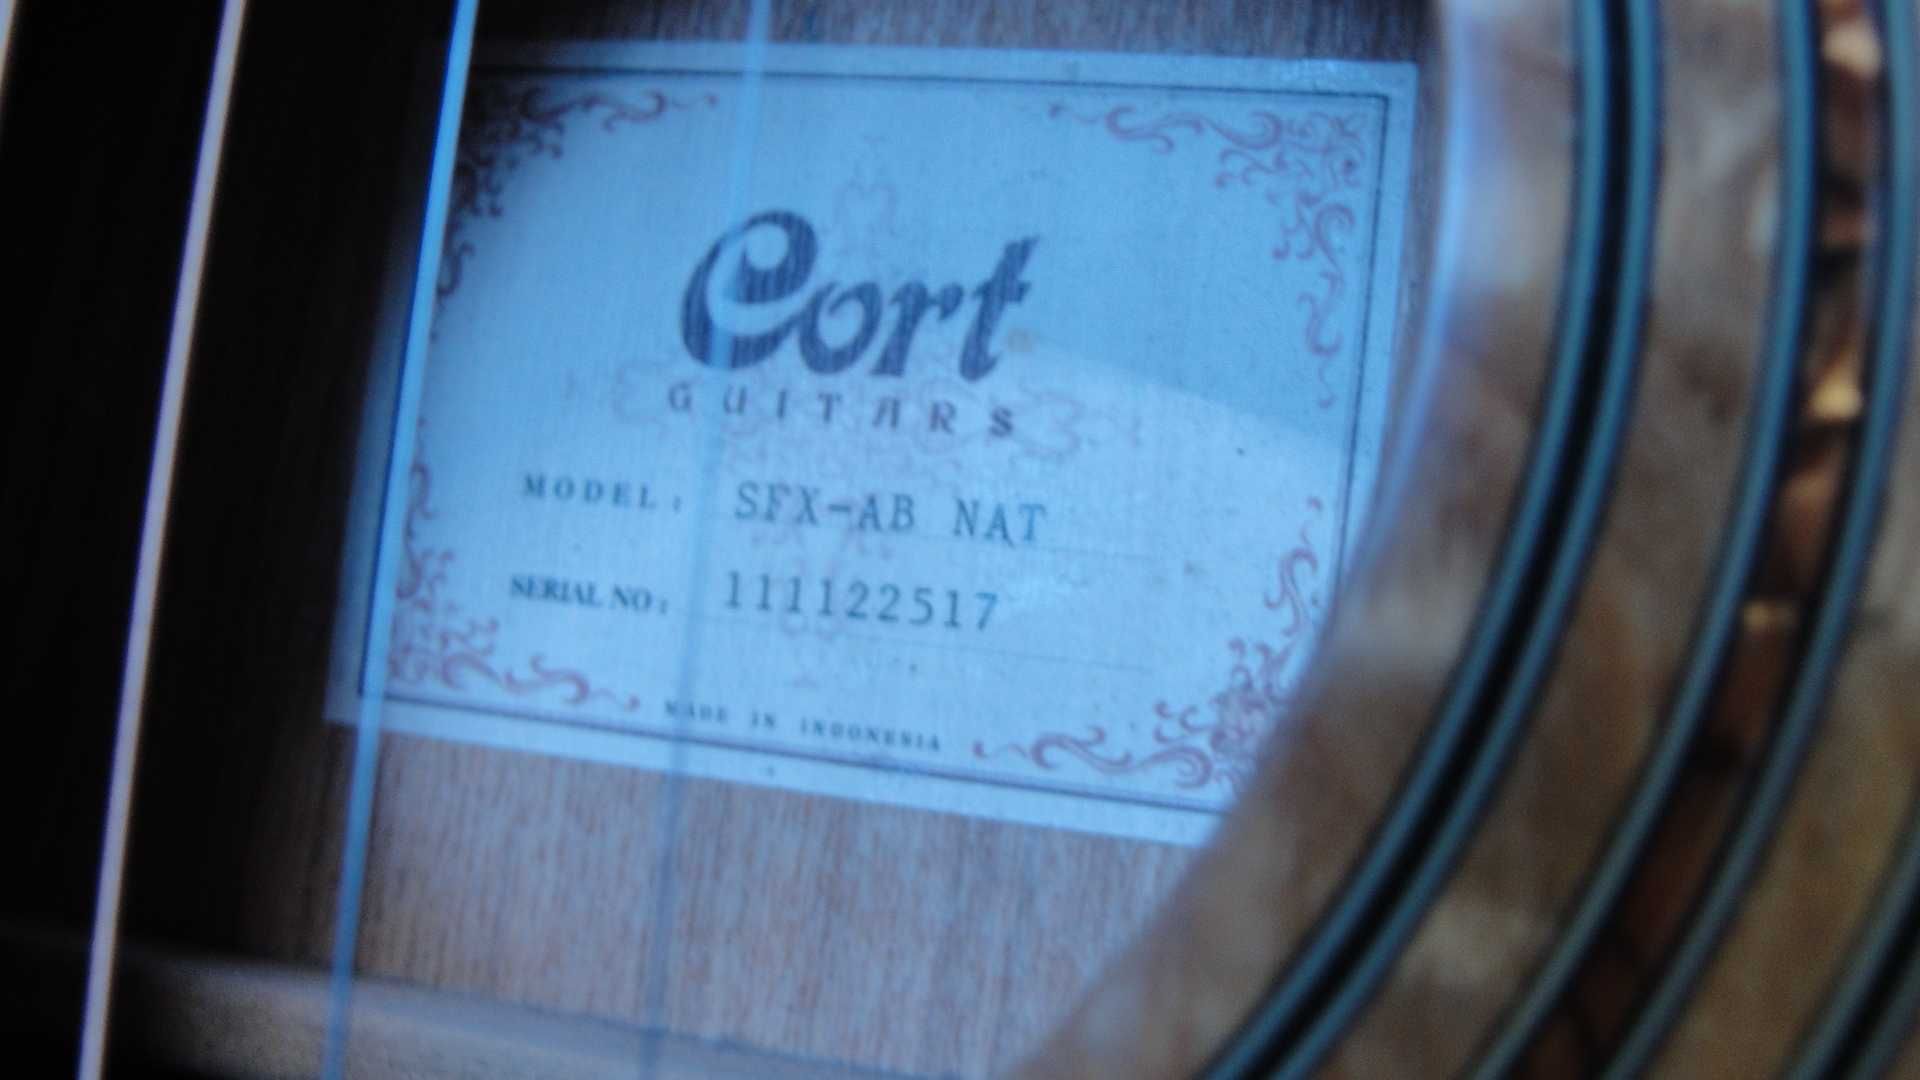 Cort
GUITARS
MODEL: SFX-AB NAT
SERIAL NO: 111122517
MADE IN INDONESIA